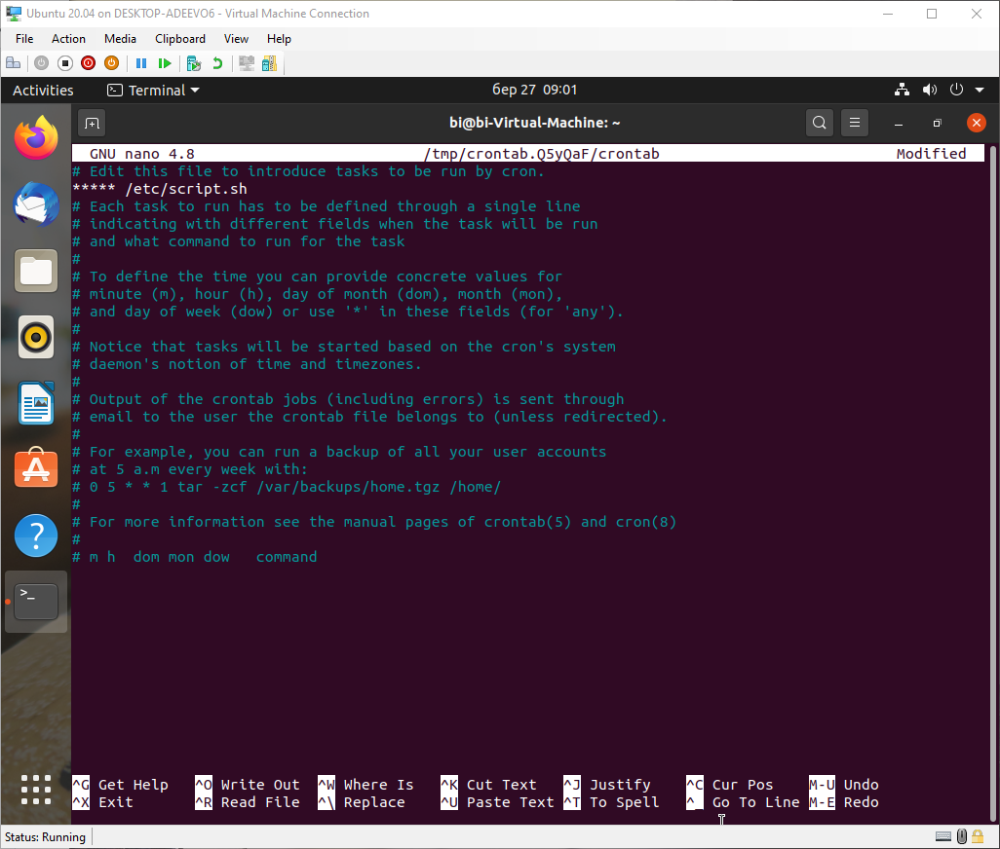 Ubuntu 20.04 on DESKTOP-ADEEVO6 - Virtual Machine Connection
File Action Media Clipboard View Help
Activities Terminal бер 27 09:01
bi@bi-Virtual-Machine: ~
GNU nano 4.8 /tmp/crontab.Q5yQaF/crontab Modified
# Edit this file to introduce tasks to be run by cron.
***** /etc/script.sh
# Each task to run has to be defined through a single line
# indicating with different fields when the task will be run
# and what command to run for the task
#
# To define the time you can provide concrete values for
# minute (m), hour (h), day of month (dom), month (mon),
# and day of week (dow) or use '*' in these fields (for 'any').
#
# Notice that tasks will be started based on the cron's system
# daemon's notion of time and timezones.
#
# Output of the crontab jobs (including errors) is sent through
# email to the user the crontab file belongs to (unless redirected).
#
# For example, you can run a backup of all your user accounts
# at 5 a.m every week with:
# 0 5 * * 1 tar -zcf /var/backups/home.tgz /home/
#
# For more information see the manual pages of crontab(5) and cron(8)
#
# m h  dom mon dow   command
^G Get Help ^O Write Out ^W Where Is ^K Cut Text ^J Justify ^C Cur Pos M-U Undo
^X Exit ^R Read File ^\ Replace ^U Paste Text ^T To Spell ^_ Go To Line M-E Redo
Status: Running